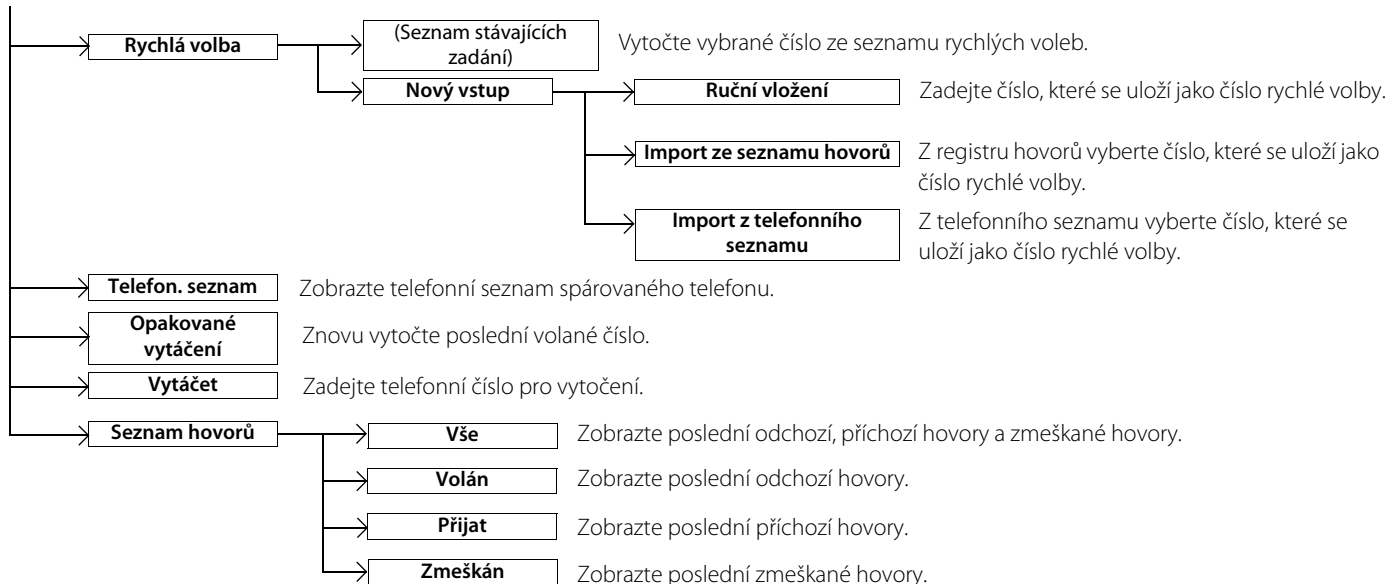 Rychlá volba
(Seznam stávajících
zadání)
Vytočte vybrané číslo ze seznamu rychlých voleb.
Nový vstup
Ruční vložení
Zadejte číslo, které se uloží jako číslo rychlé volby.
Import ze seznamu hovorů
Z registru hovorů vyberte číslo, které se uloží jako
číslo rychlé volby.
Import z telefonního
seznamu
Z telefonního seznamu vyberte číslo, které se
uloží jako číslo rychlé volby.
Telefon. seznam
Zobrazte telefonní seznam spárovaného telefonu.
Opakované
vytáčení
Znovu vytočte poslední volané číslo.
Vytáčet
Zadejte telefonní číslo pro vytočení.
Seznam hovorů
Vše
Zobrazte poslední odchozí, příchozí hovory a zmeškané hovory.
Volán
Zobrazte poslední odchozí hovory.
Přijat
Zobrazte poslední příchozí hovory.
Zmeškán
Zobrazte poslední zmeškané hovory.